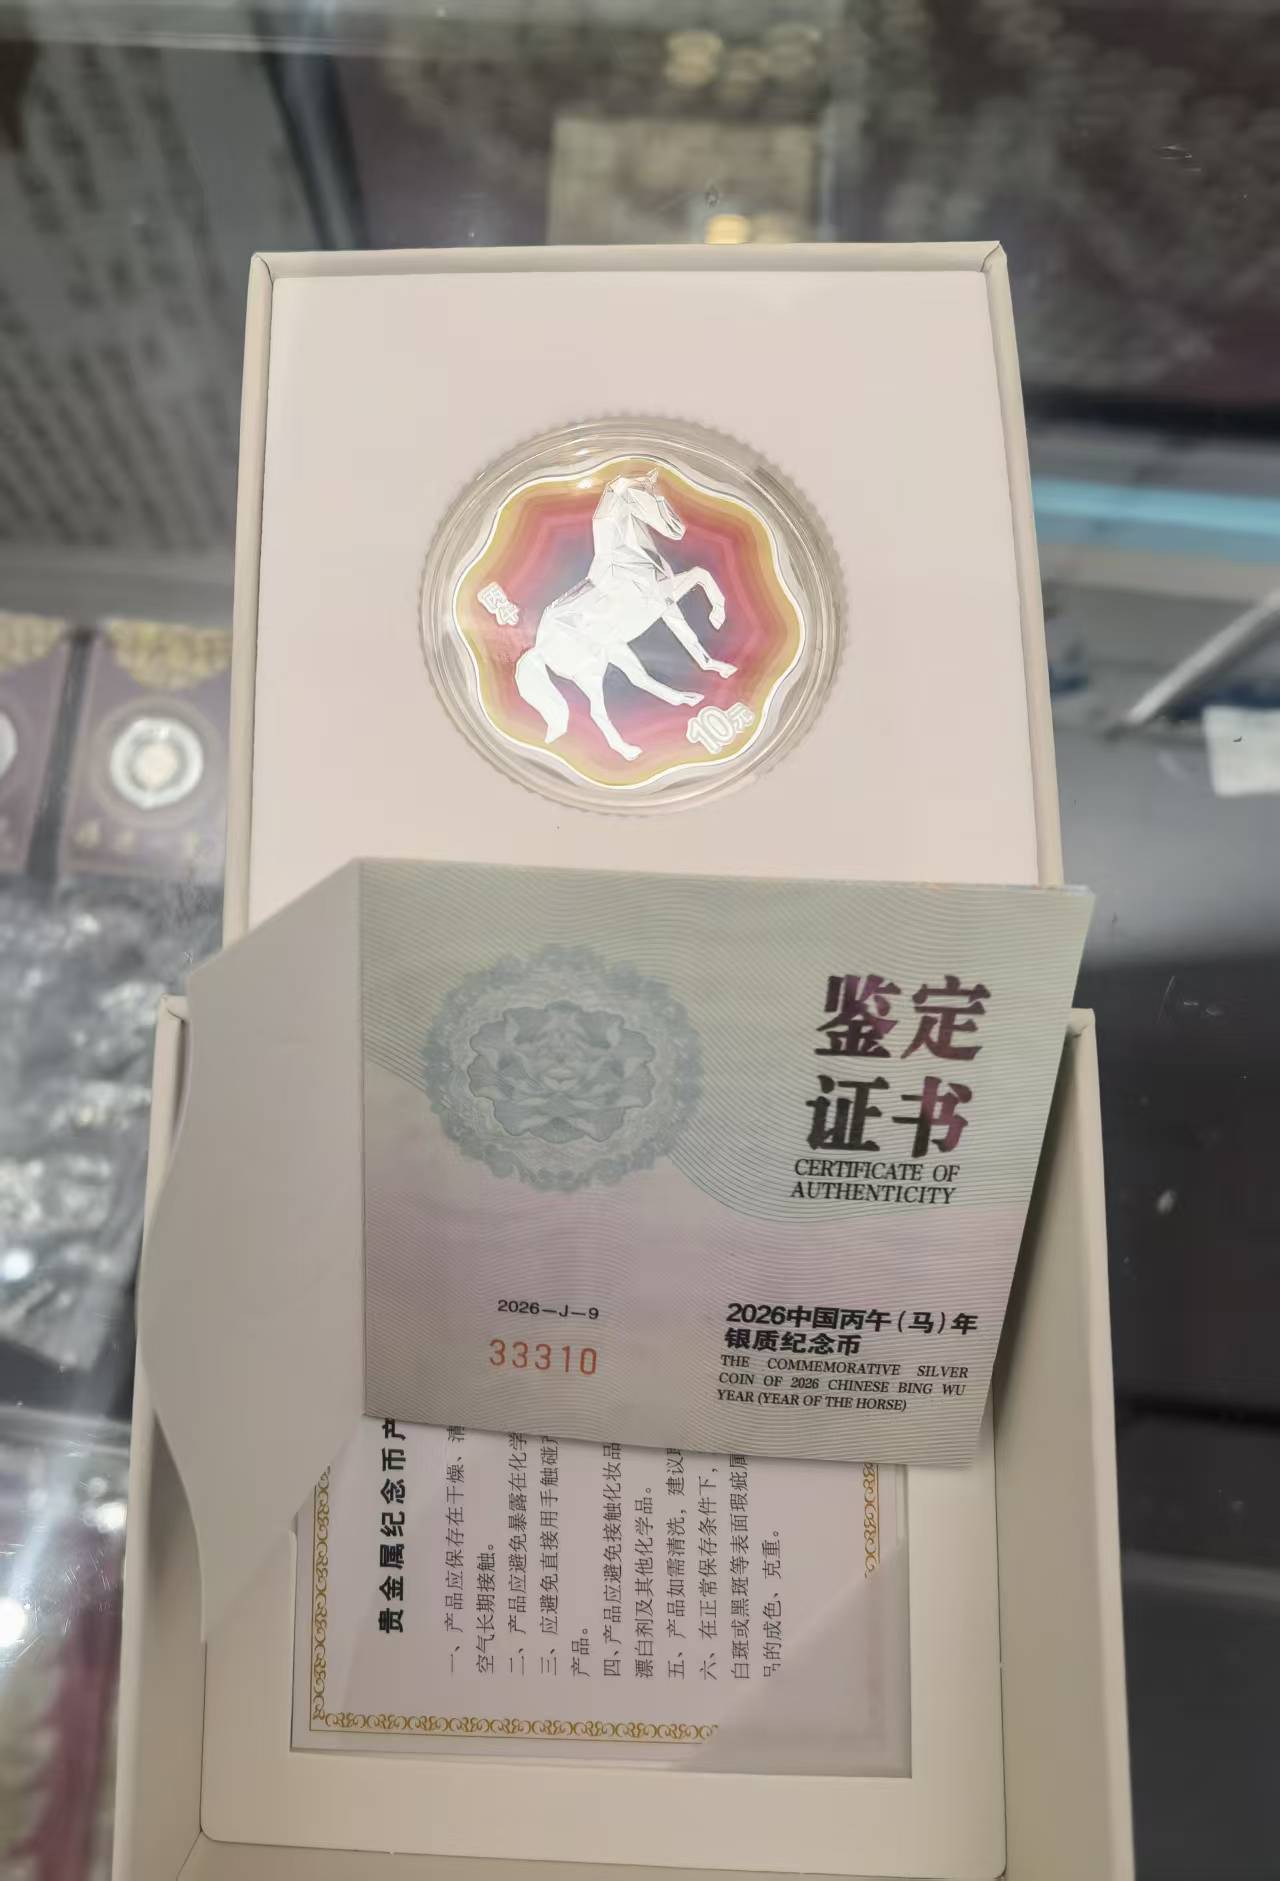 丙午
10元
鉴定
证书
CERTIFICATE OF
AUTHENTICITY
2026-J-9
33310
2026中国丙午(马)年
银质纪念币
THE COMMEMORATIVE SILVER
COIN OF 2026 CHINESE BING WU
YEAR (YEAR OF THE HORSE)
贵金属纪念币产
一、产品应保存在干燥、清
空气长期接触。
二、产品应避免暴露在化学
三、应避免直接用手触碰产
产品。
四、产品应避免接触化妆品
漂白剂及其他化学品。
五、产品如需清洗，建议
六、在正常保存条件下，
白斑或黑斑等表面瑕疵属
的成色、克重。